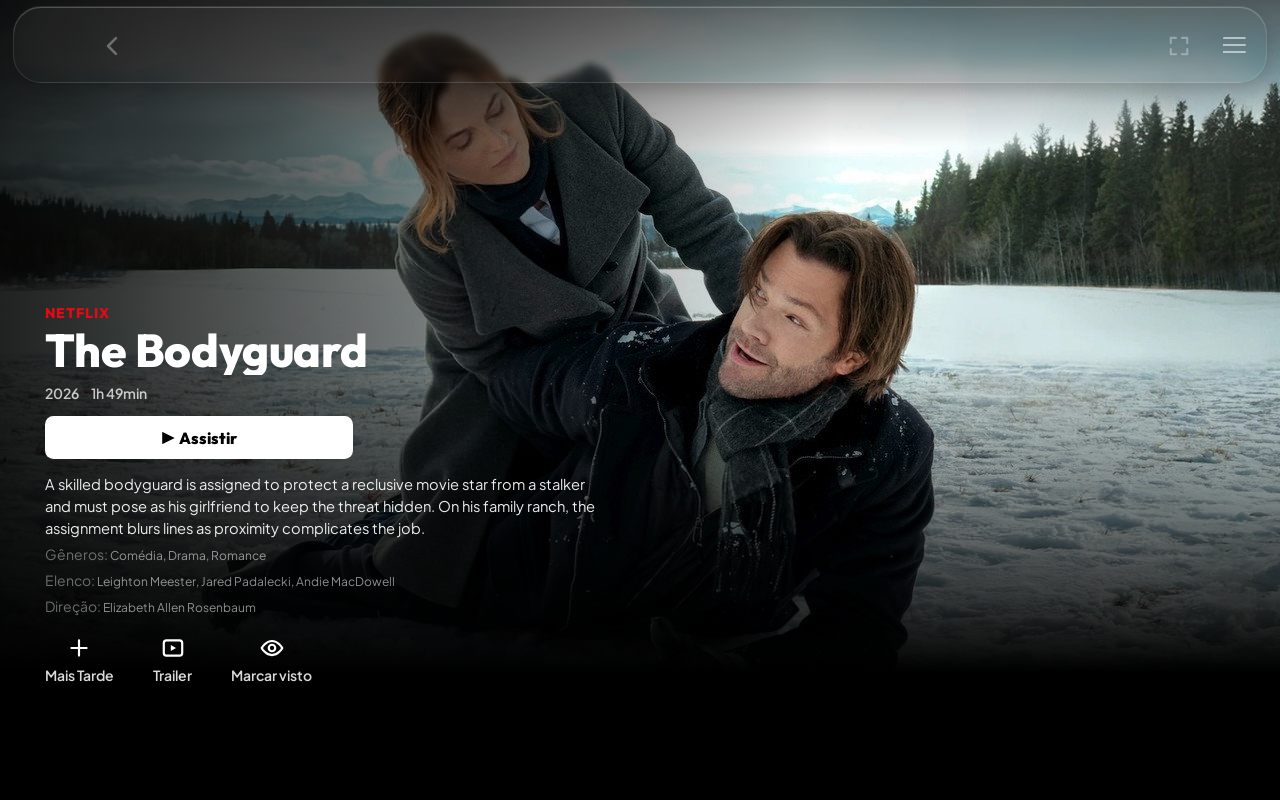 NETFLIX
The Bodyguard
2026 1h 49min
▶ Assistir
A skilled bodyguard is assigned to protect a reclusive movie star from a stalker
and must pose as his girlfriend to keep the threat hidden. On his family ranch, the
assignment blurs lines as proximity complicates the job.
Gêneros: Comédia, Drama, Romance
Elenco: Leighton Meester, Jared Padalecki, Andie MacDowell
Direção: Elizabeth Allen Rosenbaum
Mais Tarde Trailer Marcar visto